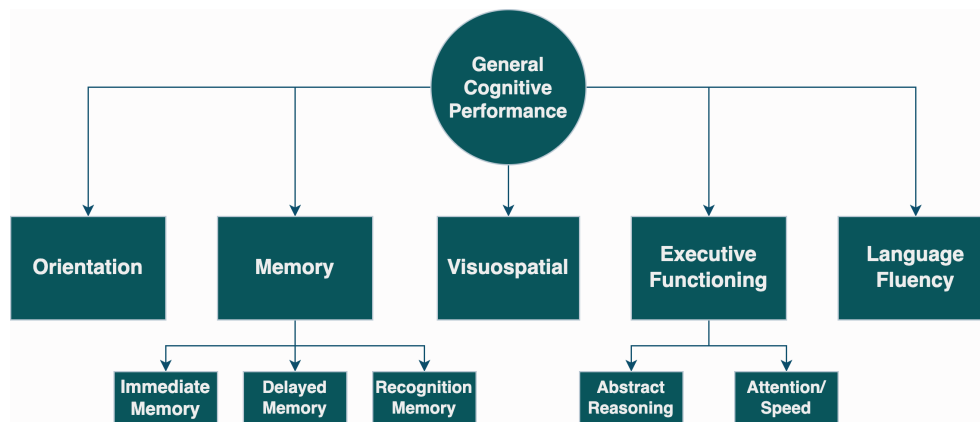 General
Cognitive
Performance
Orientation
Memory
Visuospatial
Executive
Functioning
Language
Fluency
Immediate
Memory
Delayed
Memory
Recognition
Memory
Abstract
Reasoning
Attention/
Speed